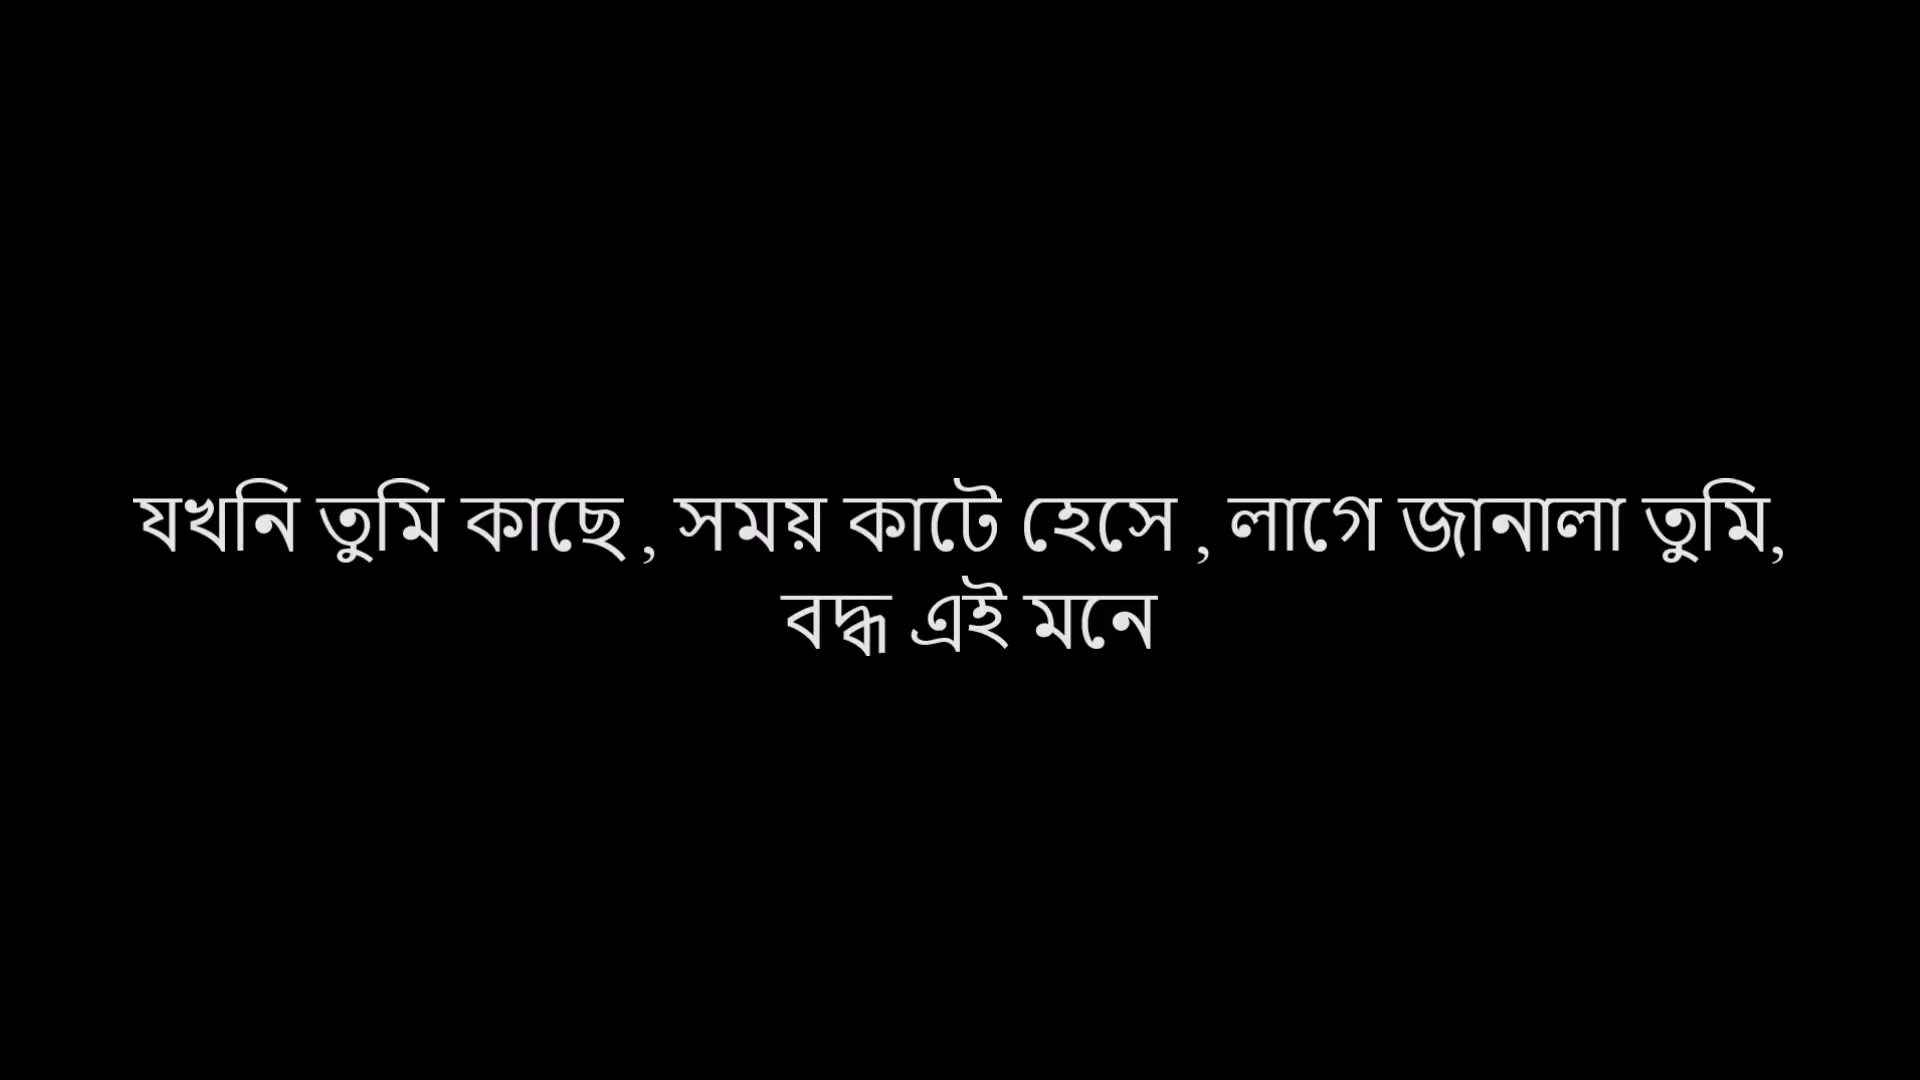 যখনি তুমি কাছে , সময় কাটে হেসে , লাগে জানালা তুমি,
বদ্ধ এই মনে